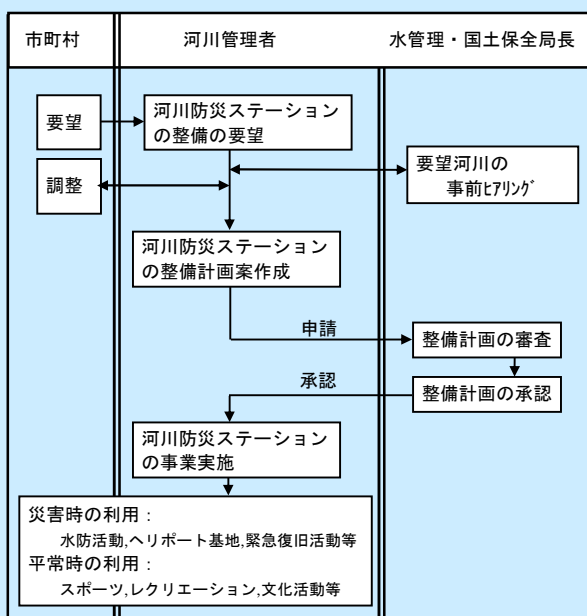 市町村
河川管理者
水管理・国土保全局長
要望
河川防災ステーション
の整備の要望
調整
要望河川の
事前ﾋｱﾘﾝｸﾞ
河川防災ステーション
の整備計画案作成
申請
整備計画の審査
承認
整備計画の承認
河川防災ステーション
の事業実施
災害時の利用：
水防活動,ヘリポート基地,緊急復旧活動等
平常時の利用：
スポーツ,レクリエーション,文化活動等